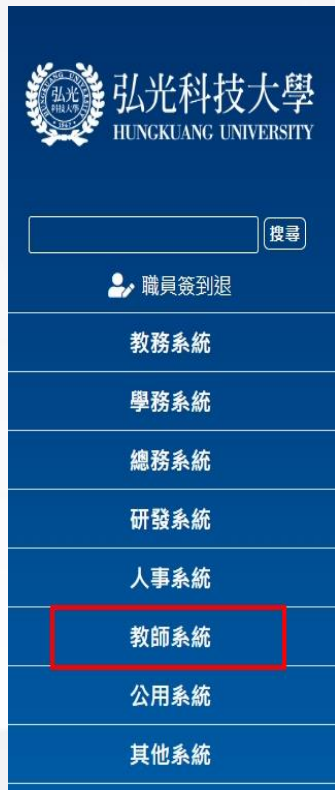 弘光科技大學
HUNGKUANG UNIVERSITY
搜尋
職員簽到退
教務系統
學務系統
總務系統
研發系統
人事系統
教師系統
公用系統
其他系統